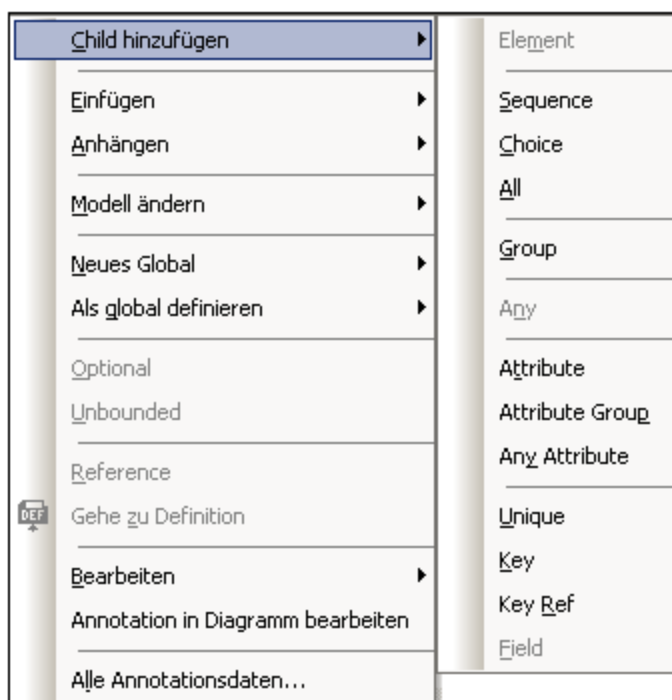 Child hinzufügen
Einfügen
Anhängen
Modell ändern
Neues Global
Als global definieren
Optional
Unbounded
Reference
DEF
Gehe zu Definition
Bearbeiten
Annotation in Diagramm bearbeiten
Alle Annotationsdaten...
Element
Sequence
Choice
All
Group
Any
Attribute
Attribute Group
Any Attribute
Unique
Key
Key Ref
Field